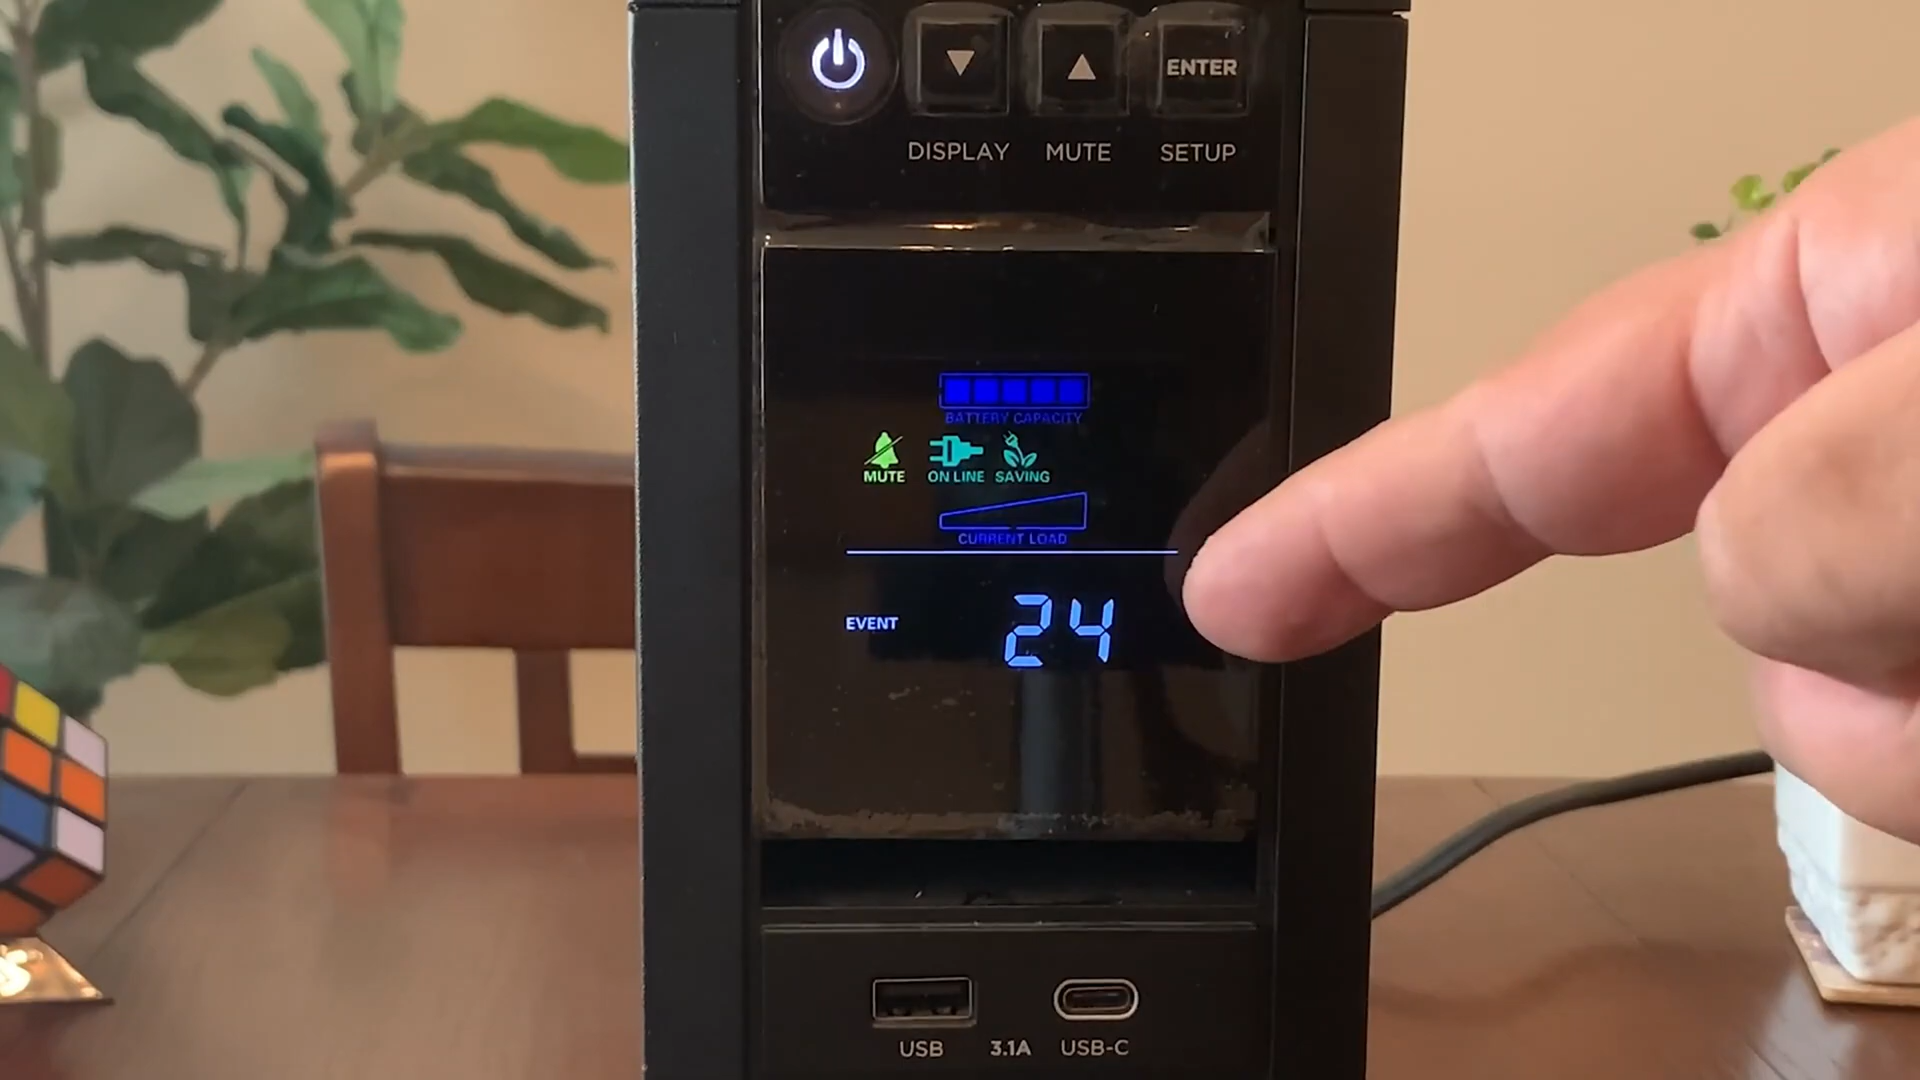 ENTER
DISPLAY MUTE SETUP
BATTERY CAPACITY
MUTE ON LINE SAVING
CURRENT LOAD
EVENT 24
USB 3.1A USB-C